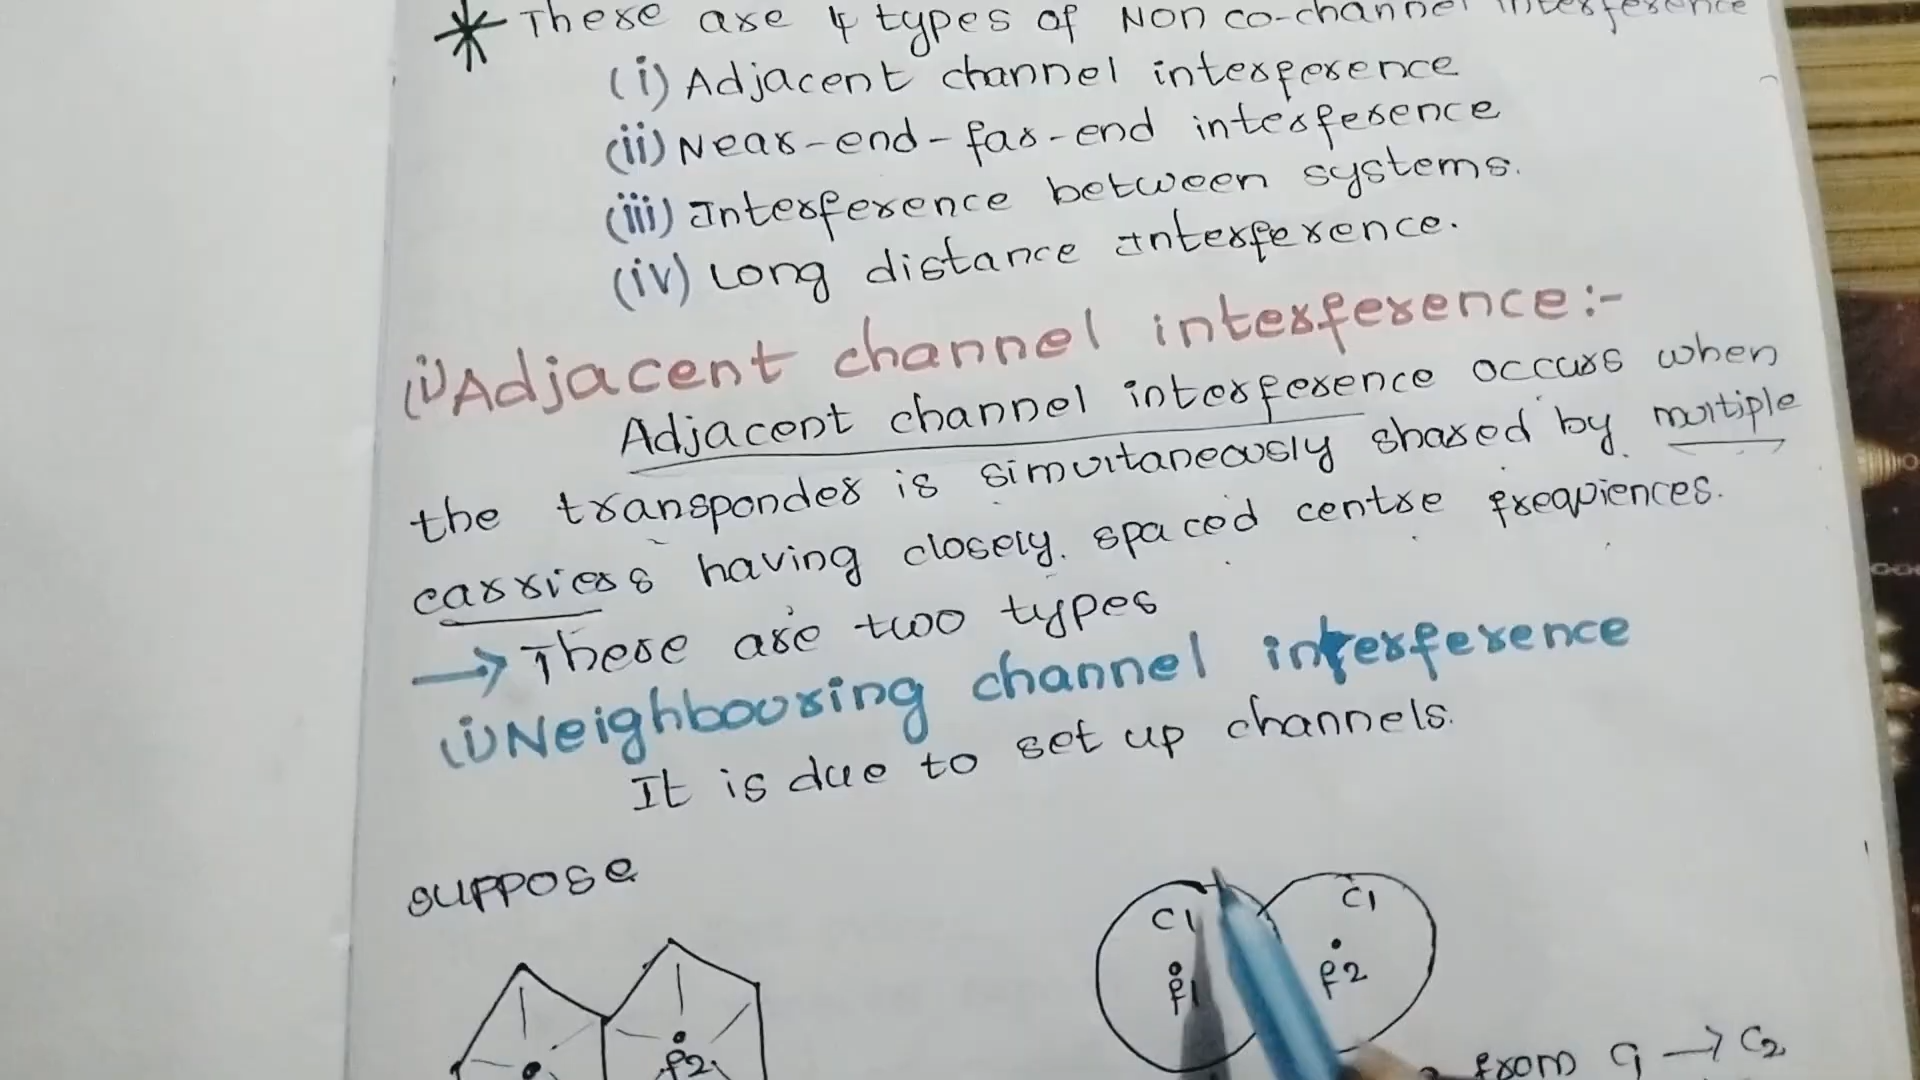 * These are 4 types of Non co-channel interference
(i) Adjacent channel interference
(ii) Near-end-far-end interference
(iii) Interference between systems.
(iv) Long distance interference.
(i) Adjacent channel interference:-
Adjacent channel interference occurs when
the transponder is simultaneously shared by multiple
carriers having closely spaced centre freqviences.
→ There are two types
(i) Neighbouring channel interference
It is due to set up channels.
suppose
C1 C1
f1 f2
f2
from C1 → C2